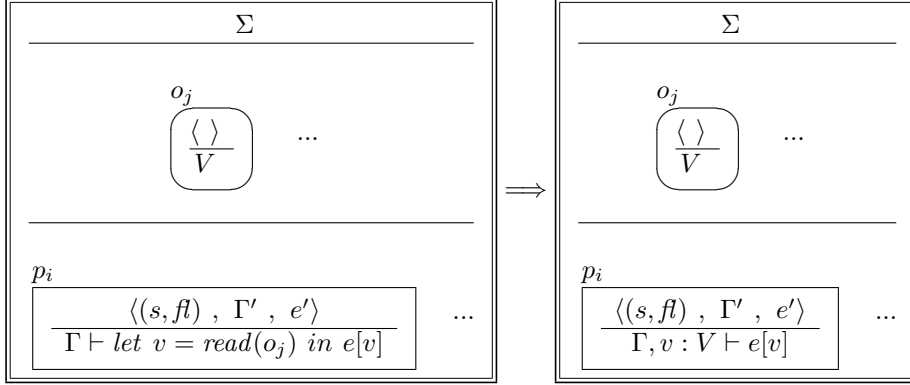 Σ Σ
o_j o_j
⟨ ⟩ ... ⟨ ⟩ ...
V V
⟹
p_i p_i
⟨(s, fl) , Γ′ , e′⟩ ... ⟨(s, fl) , Γ′ , e′⟩ ...
Γ ⊢ let v = read(o_j) in e[v] Γ, v : V ⊢ e[v]